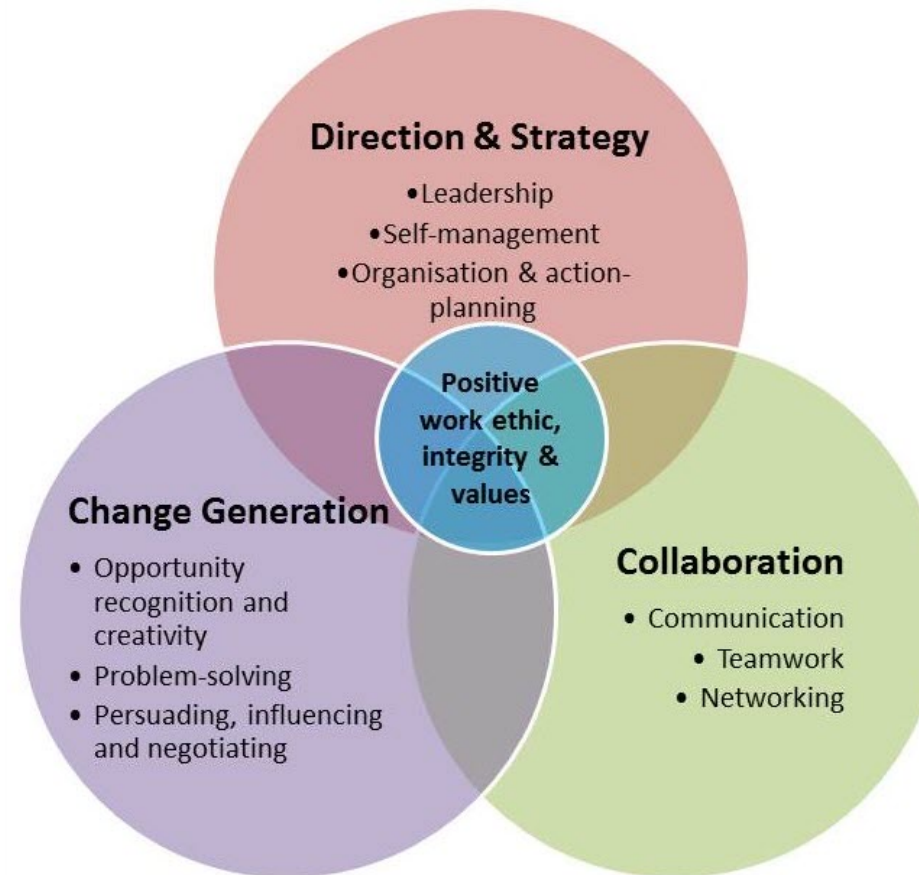 Direction & Strategy
•Leadership
•Self-management
•Organisation & action-
planning
Positive
work ethic,
integrity &
values
Change Generation
• Opportunity
recognition and
creativity
• Problem-solving
• Persuading, influencing
and negotiating
Collaboration
• Communication
• Teamwork
• Networking